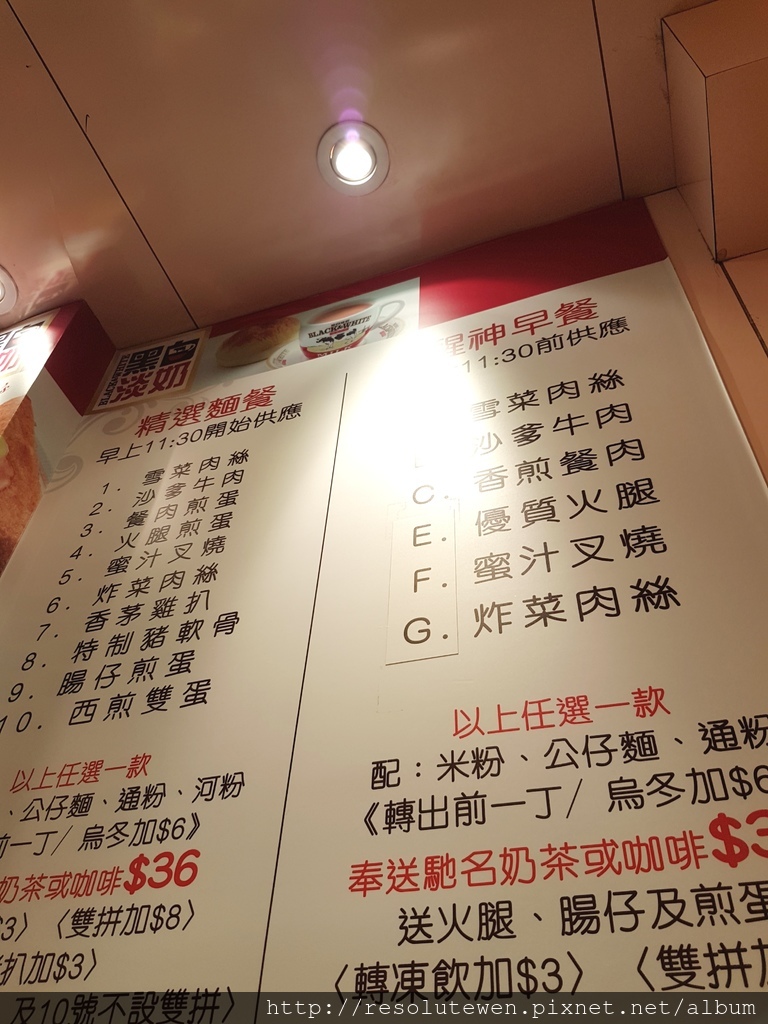 黑白
淡奶
BLACK&WHITE
精選麵餐
早上11:30開始供應
1. 雪菜肉絲
2. 沙爹牛肉
3. 餐肉煎蛋
4. 火腿煎蛋
5. 蜜汁叉燒
6. 炸菜肉絲
7. 香茅雞扒
8. 特制豬軟骨
9. 腸仔煎蛋
10. 西煎雙蛋
以上任選一款
、公仔麵、通粉、河粉
前一丁/ 烏冬加$6》
奶茶或咖啡$36
$3〉〈雙拼加$8〉
扒加$3〉
及10號不設雙拼〉
醒神早餐
11:30前供應
雪菜肉絲
沙爹牛肉
C. 香煎餐肉
E. 優質火腿
F. 蜜汁叉燒
G. 炸菜肉絲
以上任選一款
配：米粉、公仔麵、通粉
《轉出前一丁/ 烏冬加$6
奉送馳名奶茶或咖啡$3
送火腿、腸仔及煎蛋
〈轉凍飲加$3〉〈雙拼加
http://resolutewen.pixnet.net/album